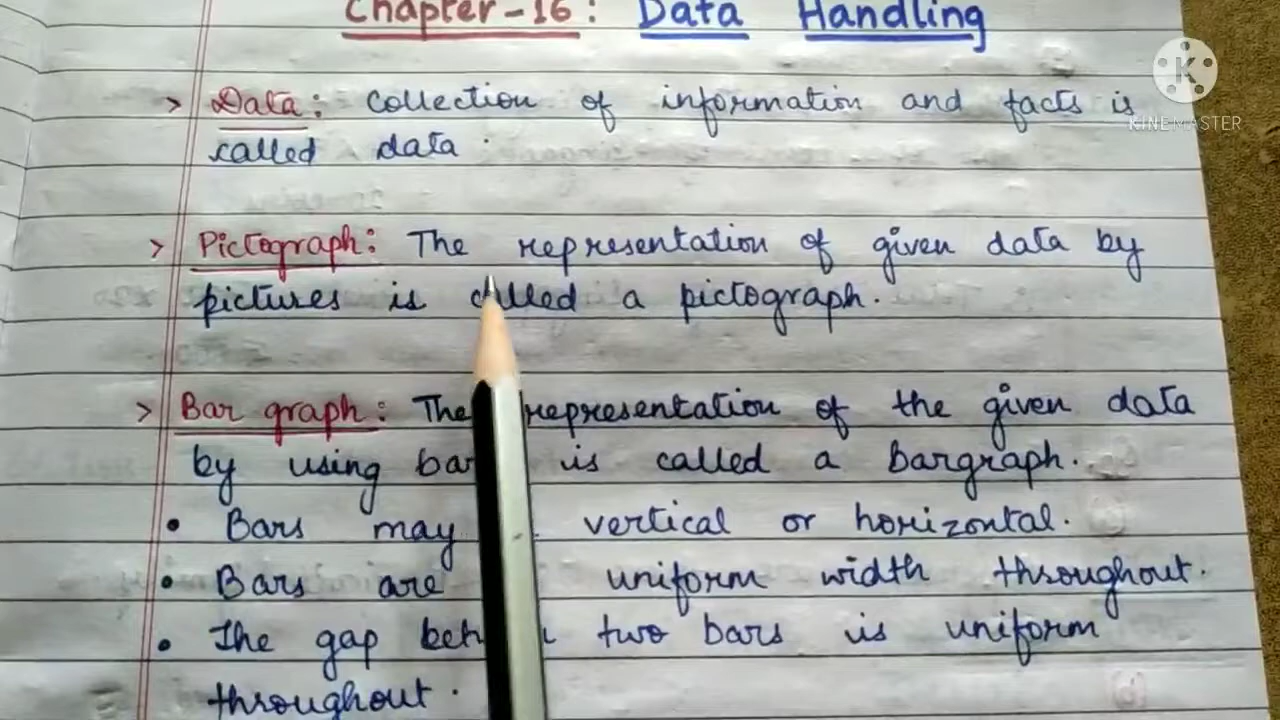 Chapter-16: Data Handling
> Data: Collection of information and facts is
called data.
> Pictograph: The representation of given data by
pictures is called a pictograph.
> Bar graph: The representation of the given data
by using bar is called a Bargraph.
• Bars may vertical or horizontal.
• Bars are uniform width throughout.
• The gap two bars is uniform
throughout.
K
KINEMASTER